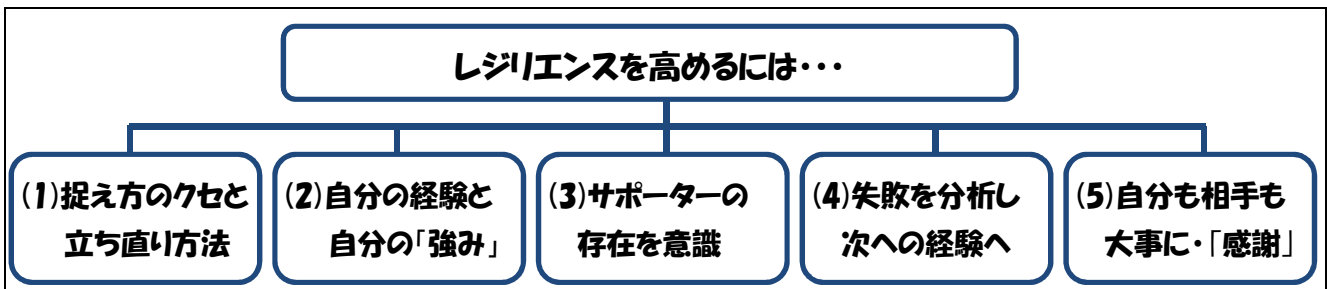 レジリエンスを高めるには・・・
(1)捉え方のクセと
立ち直り方法
(2)自分の経験と
自分の「強み」
(3)サポーターの
存在を意識
(4)失敗を分析し
次への経験へ
(5)自分も相手も
大事に・「感謝」